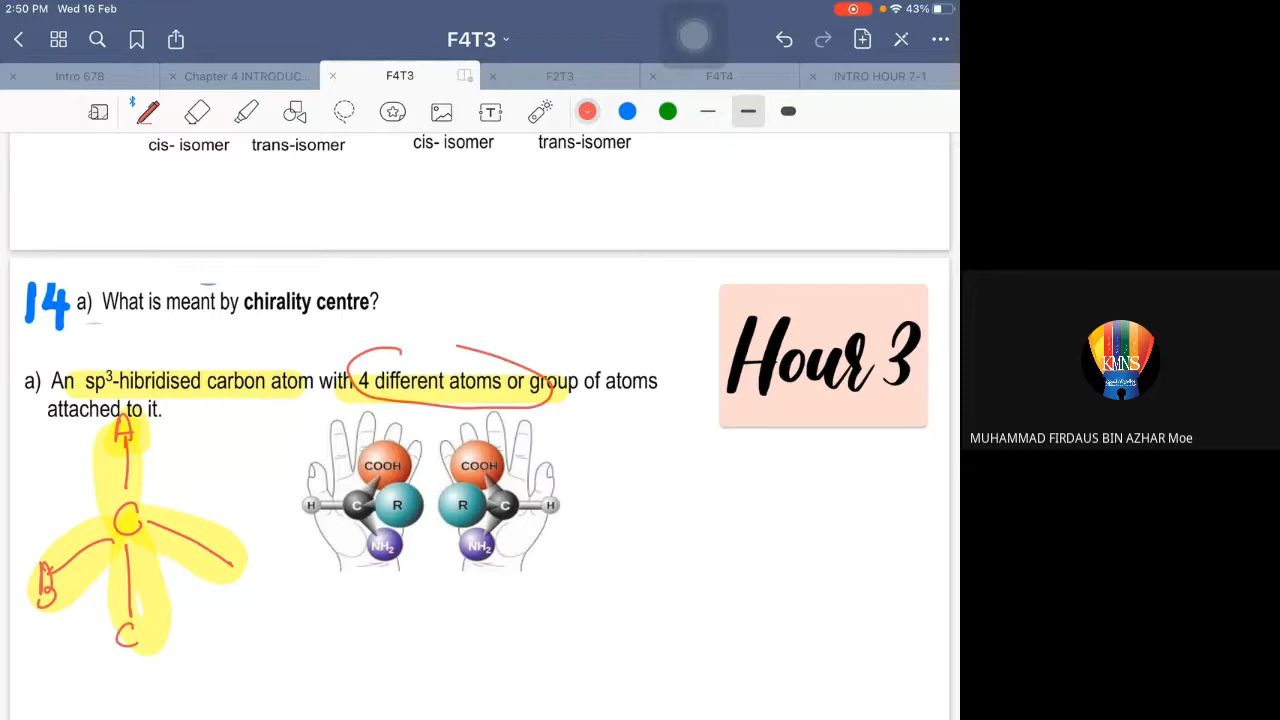 2:50 PM Wed 16 Feb
43%
F4T3
Intro 678
Chapter 4 INTRODUC...
F4T3
F2T3
F4T4
INTRO HOUR 7-1
T
cis- isomer trans-isomer cis- isomer trans-isomer
14 a) What is meant by chirality centre?
Hour 3
a) An sp³-hibridised carbon atom with 4 different atoms or group of atoms
attached to it.
A
C
B
C
COOH
H C R
NH₂
COOH
R C H
NH₂
KMNS
MUHAMMAD FIRDAUS BIN AZHAR Moe